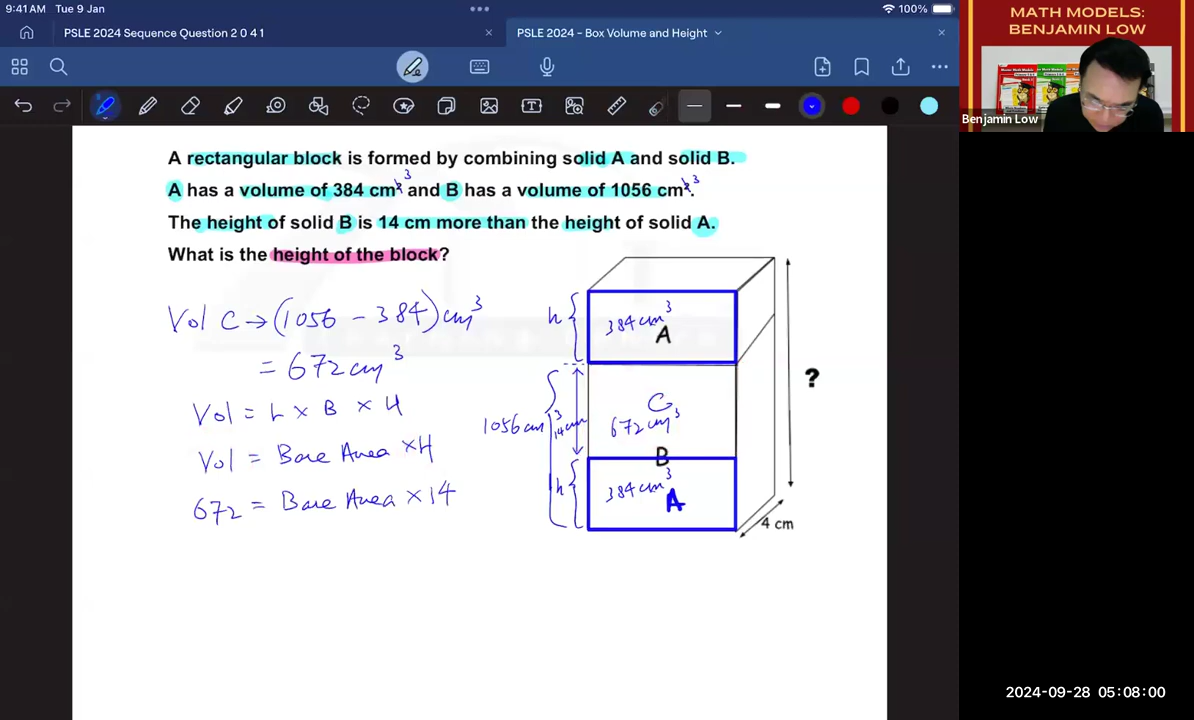 9:41 AM Tue 9 Jan
100%
PSLE 2024 Sequence Question 2 0 4 1
PSLE 2024 - Box Volume and Height
MATH MODELS:
BENJAMIN LOW
Benjamin Low
A rectangular block is formed by combining solid A and solid B.
A has a volume of 384 cm³ and B has a volume of 1056 cm³.
The height of solid B is 14 cm more than the height of solid A.
What is the height of the block?
Vol C → (1056 - 384) cm³
= 672 cm³
Vol = L × B × H
Vol = Base Area × H
672 = Base Area × 14
h
384 cm³
A
1056 cm³
14 cm
C
672 cm³
B
h
384 cm³
A
?
4 cm
2024-09-28 05:08:00